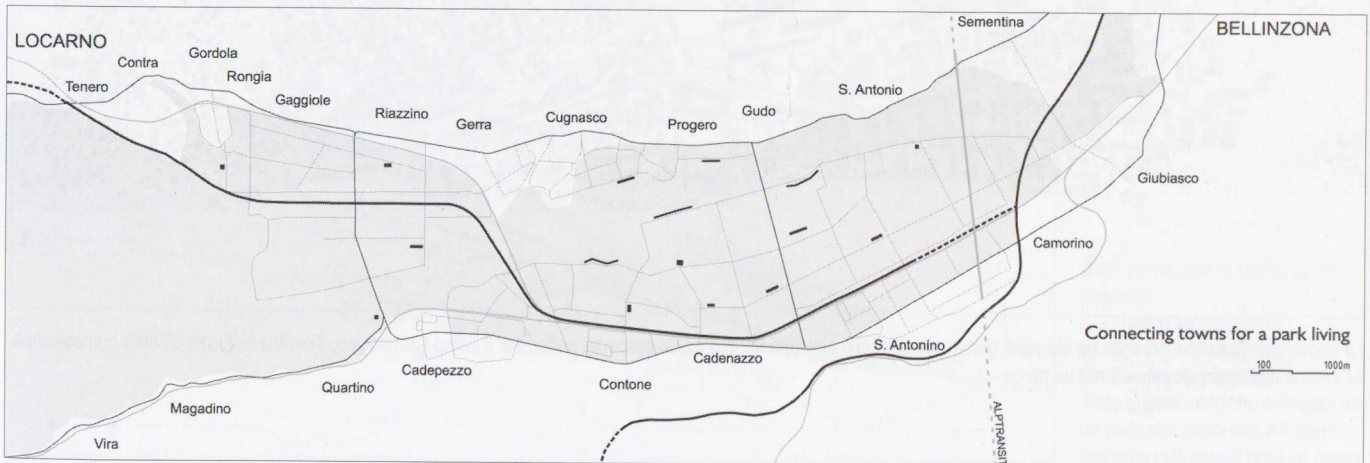 LOCARNO
BELLINZONA
Sementina
Contra
Gordola
Rongia
Tenero
Gaggiole
Riazzino
Gerra
Cugnasco
Progero
Gudo
S. Antonio
Giubiasco
Camorino
S. Antonino
Cadenazzo
Contone
Cadepezzo
Quartino
Magadino
Vira
Connecting towns for a park living
100 1000m
ALPTRANSIT